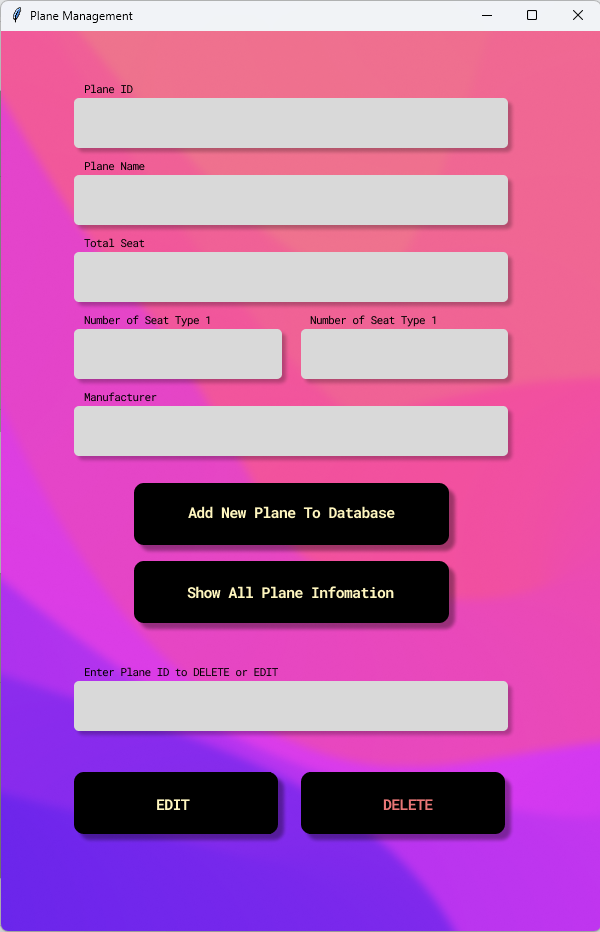 Plane Management
Plane ID
Plane Name
Total Seat
Number of Seat Type 1
Number of Seat Type 1
Manufacturer
Add New Plane To Database
Show All Plane Infomation
Enter Plane ID to DELETE or EDIT
EDIT
DELETE